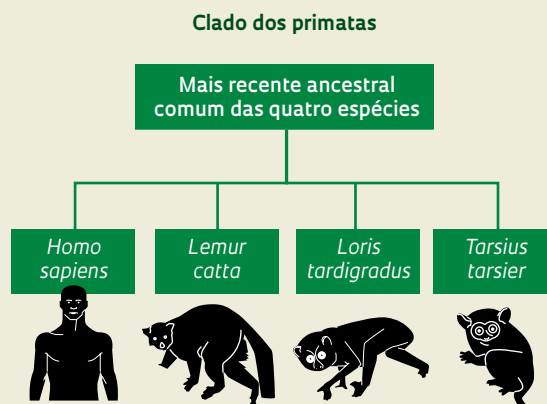 Clado dos primatas
Mais recente ancestral
comum das quatro espécies
Homo
sapiens
Lemur
catta
Loris
tardigradus
Tarsius
tarsier